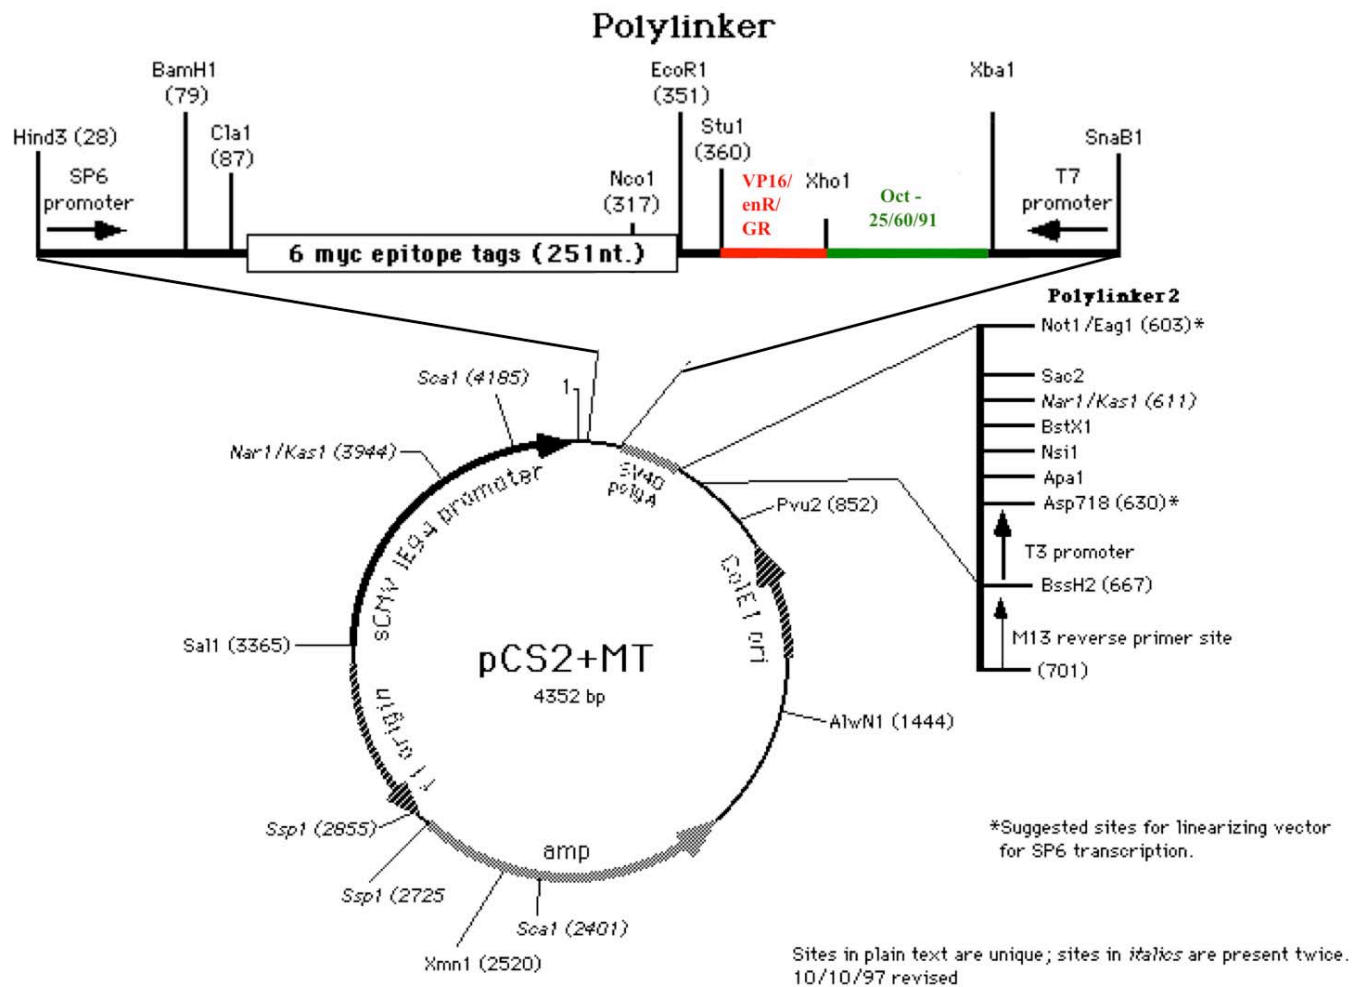 Polylinker
BamH1
(79)
EcoR1
(351)
Xba1
Hind3 (28)
Cla1
(87)
Stu1
(360)
SnaB1
SP6
promoter
Nco1
(317)
VP16/
enR/
GR
Xho1
Oct -
25/60/91
T7
promoter
6 myc epitope tags (251nt.)
Polylinker2
Not1/Eag1 (603)*
Sac2
Nar1/Kas1 (611)
BstX1
Nsi1
Apa1
Asp718 (630)*
T3 promoter
BssH2 (667)
M13 reverse primer site
(701)
Sca1 (4185)
1
Nar1/Kas1 (3944)
sCMV IE94 promoter
SV40
polyA
Pvu2 (852)
ColE1 ori
Sal1 (3365)
pCS2+MT
4352 bp
f1 origin
AlwN1 (1444)
Ssp1 (2855)
amp
Ssp1 (2725
Sca1 (2401)
Xmn1 (2520)
*Suggested sites for linearizing vector
for SP6 transcription.
Sites in plain text are unique; sites in italics are present twice.
10/10/97 revised